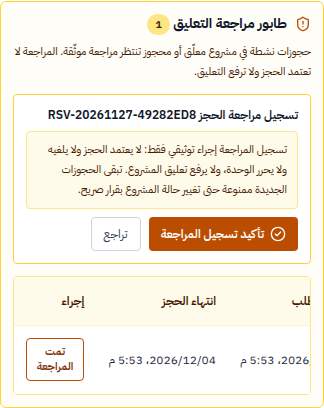 طابور مراجعة التعليق 1
حجوزات نشطة في مشروع معلّق أو محجوز تنتظر مراجعة موثّقة. المراجعة لا
تعتمد الحجز ولا ترفع التعليق.
تسجيل مراجعة الحجز RSV-20261127-49282ED8
تسجيل المراجعة إجراء توثيقي فقط: لا يعتمد الحجز ولا يلغيه
ولا يحرر الوحدة، ولا يرفع تعليق المشروع. تبقى الحجوزات
الجديدة ممنوعة حتى تغيير حالة المشروع بقرار صريح.
تأكيد تسجيل المراجعة تراجع
طلب انتهاء الحجز إجراء
2026، 5:53 م 2026/12/04، 5:53 م تمت
المراجعة